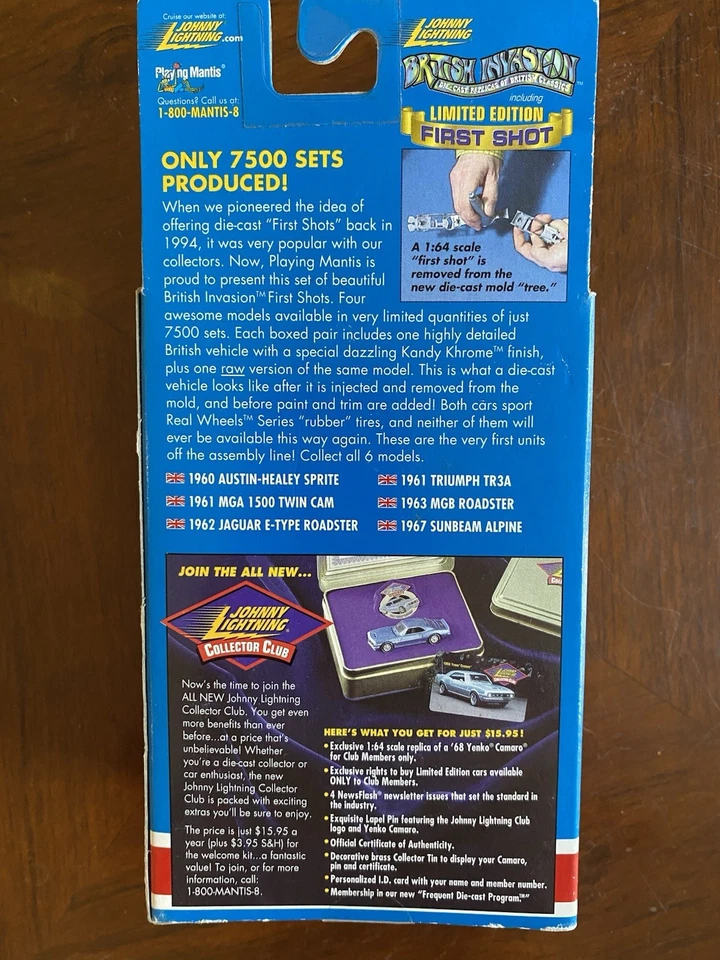 Cruise our website at:
JOHNNY
LIGHTNING.com
Playing Mantis®
Questions? Call us at:
1-800-MANTIS-8
JOHNNY
LIGHTNING
BRITISH INVASION™
DIE-CAST REPLICAS OF BRITISH CLASSICS
including
LIMITED EDITION
FIRST SHOT
ONLY 7500 SETS
PRODUCED!
When we pioneered the idea of
offering die-cast "First Shots" back in
1994, it was very popular with our
collectors. Now, Playing Mantis is
proud to present this set of beautiful
British Invasion™ First Shots. Four
awesome models available in very limited quantities of just
7500 sets. Each boxed pair includes one highly detailed
British vehicle with a special dazzling Kandy Khrome™ finish,
plus one raw version of the same model. This is what a die-cast
vehicle looks like after it is injected and removed from the
mold, and before paint and trim are added! Both cars sport
Real Wheels™ Series "rubber" tires, and neither of them will
ever be available this way again. These are the very first units
off the assembly line! Collect all 6 models.
A 1:64 scale
"first shot" is
removed from the
new die-cast mold "tree."
1960 AUSTIN-HEALEY SPRITE
1961 MGA 1500 TWIN CAM
1962 JAGUAR E-TYPE ROADSTER
1961 TRIUMPH TR3A
1963 MGB ROADSTER
1967 SUNBEAM ALPINE
JOIN THE ALL NEW...
JOHNNY
LIGHTNING®
COLLECTOR CLUB
Now's the time to join the
ALL NEW Johnny Lightning
Collector Club. You get even
more benefits than ever
before...at a price that's
unbelievable! Whether
you're a die-cast collector or
car enthusiast, the new
Johnny Lightning Collector
Club is packed with exciting
extras you'll be sure to enjoy.
The price is just $15.95 a
year (plus $3.95 S&H) for
the welcome kit...a fantastic
value! To join, or for more
information, call:
1-800-MANTIS-8.
HERE'S WHAT YOU GET FOR JUST $15.95!
• Exclusive 1:64 scale replica of a '68 Yenko® Camaro®
for Club Members only.
• Exclusive rights to buy Limited Edition cars available
ONLY to Club Members.
• 4 NewsFlash® newsletter issues that set the standard in
the industry.
• Exquisite Lapel Pin featuring the Johnny Lightning Club
logo and Yenko Camaro.
• Official Certificate of Authenticity.
• Decorative brass Collector Tin to display your Camaro,
pin and certificate.
• Personalized I.D. card with your name and member number.
• Membership in our new "Frequent Die-cast Program.™"